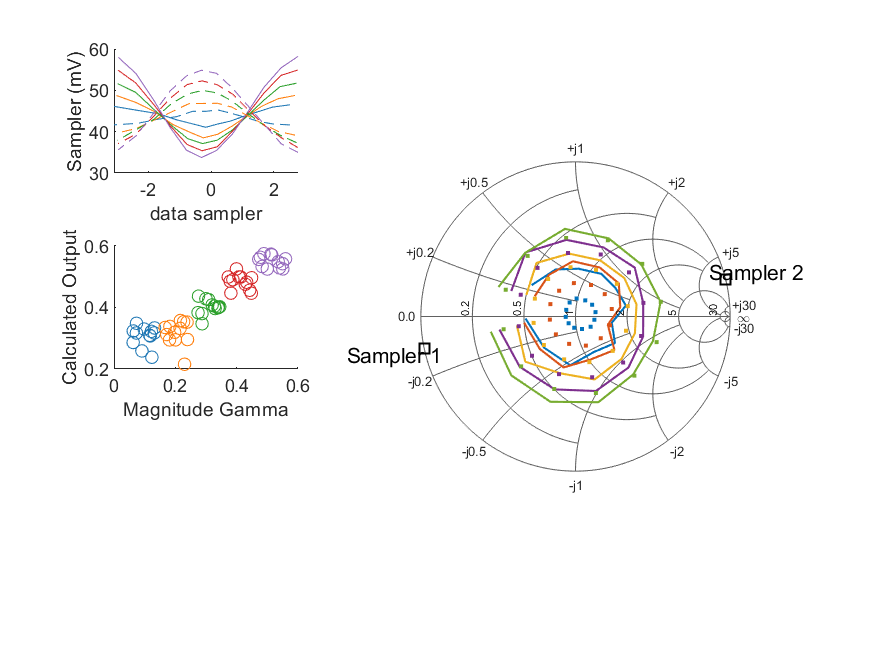 60
50
40
30
Sampler (mV)
-2 0 2
data sampler
0.6
0.4
0.2
Calculated Output
0 0.2 0.4 0.6
Magnitude Gamma
+j1
+j0.5 +j2
+j0.2 +j5
Sampler 2
0.0 0.2 0.5 1 2 5 30 +j30
∞
-j30
Sampler 1
-j0.2 -j5
-j0.5 -j2
-j1